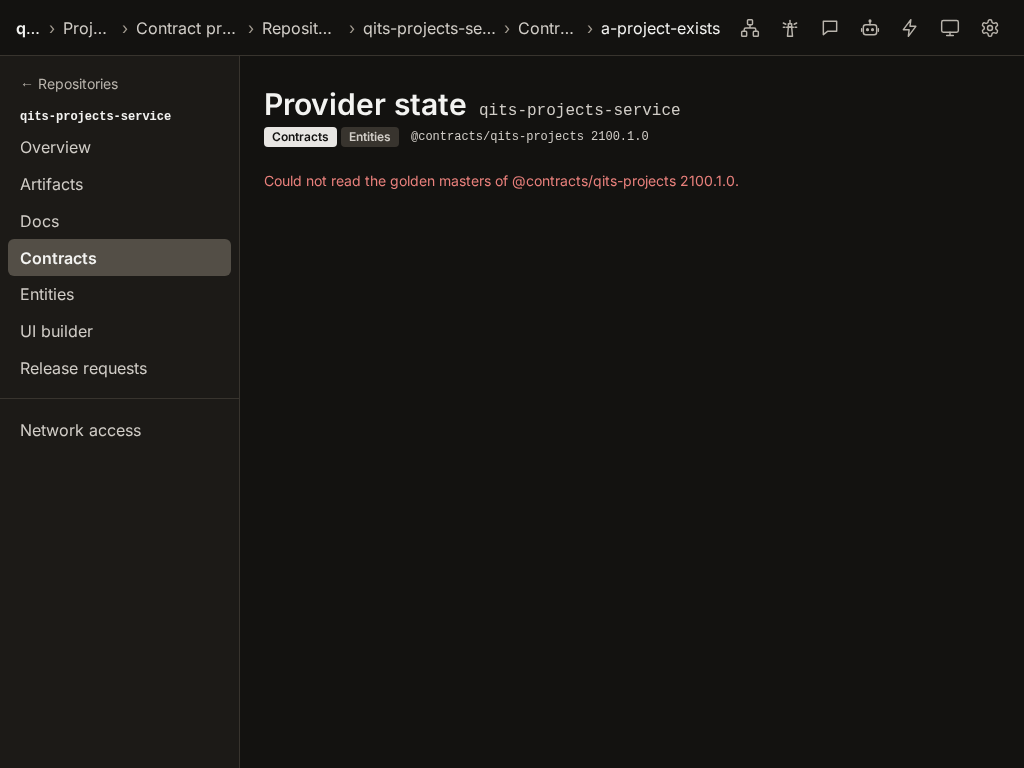 q... › Proj... › Contract pr... › Reposit... › qits-projects-se... › Contr... › a-project-exists
← Repositories
qits-projects-service
Overview
Artifacts
Docs
Contracts
Entities
UI builder
Release requests
Network access
Provider state qits-projects-service
Contracts Entities @contracts/qits-projects 2100.1.0
Could not read the golden masters of @contracts/qits-projects 2100.1.0.